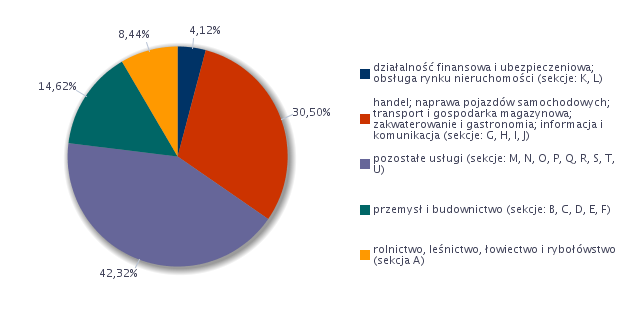 8,44%
4,12%
14,62%
30,50%
42,32%
działalność finansowa i ubezpieczeniowa;
obsługa rynku nieruchomości (sekcje: K, L)
handel; naprawa pojazdów samochodowych;
transport i gospodarka magazynowa;
zakwaterowanie i gastronomia; informacja i
komunikacja (sekcje: G, H, I, J)
pozostałe usługi (sekcje: M, N, O, P, Q, R, S, T,
U)
przemysł i budownictwo (sekcje: B, C, D, E, F)
rolnictwo, leśnictwo, łowiectwo i rybołówstwo
(sekcja A)